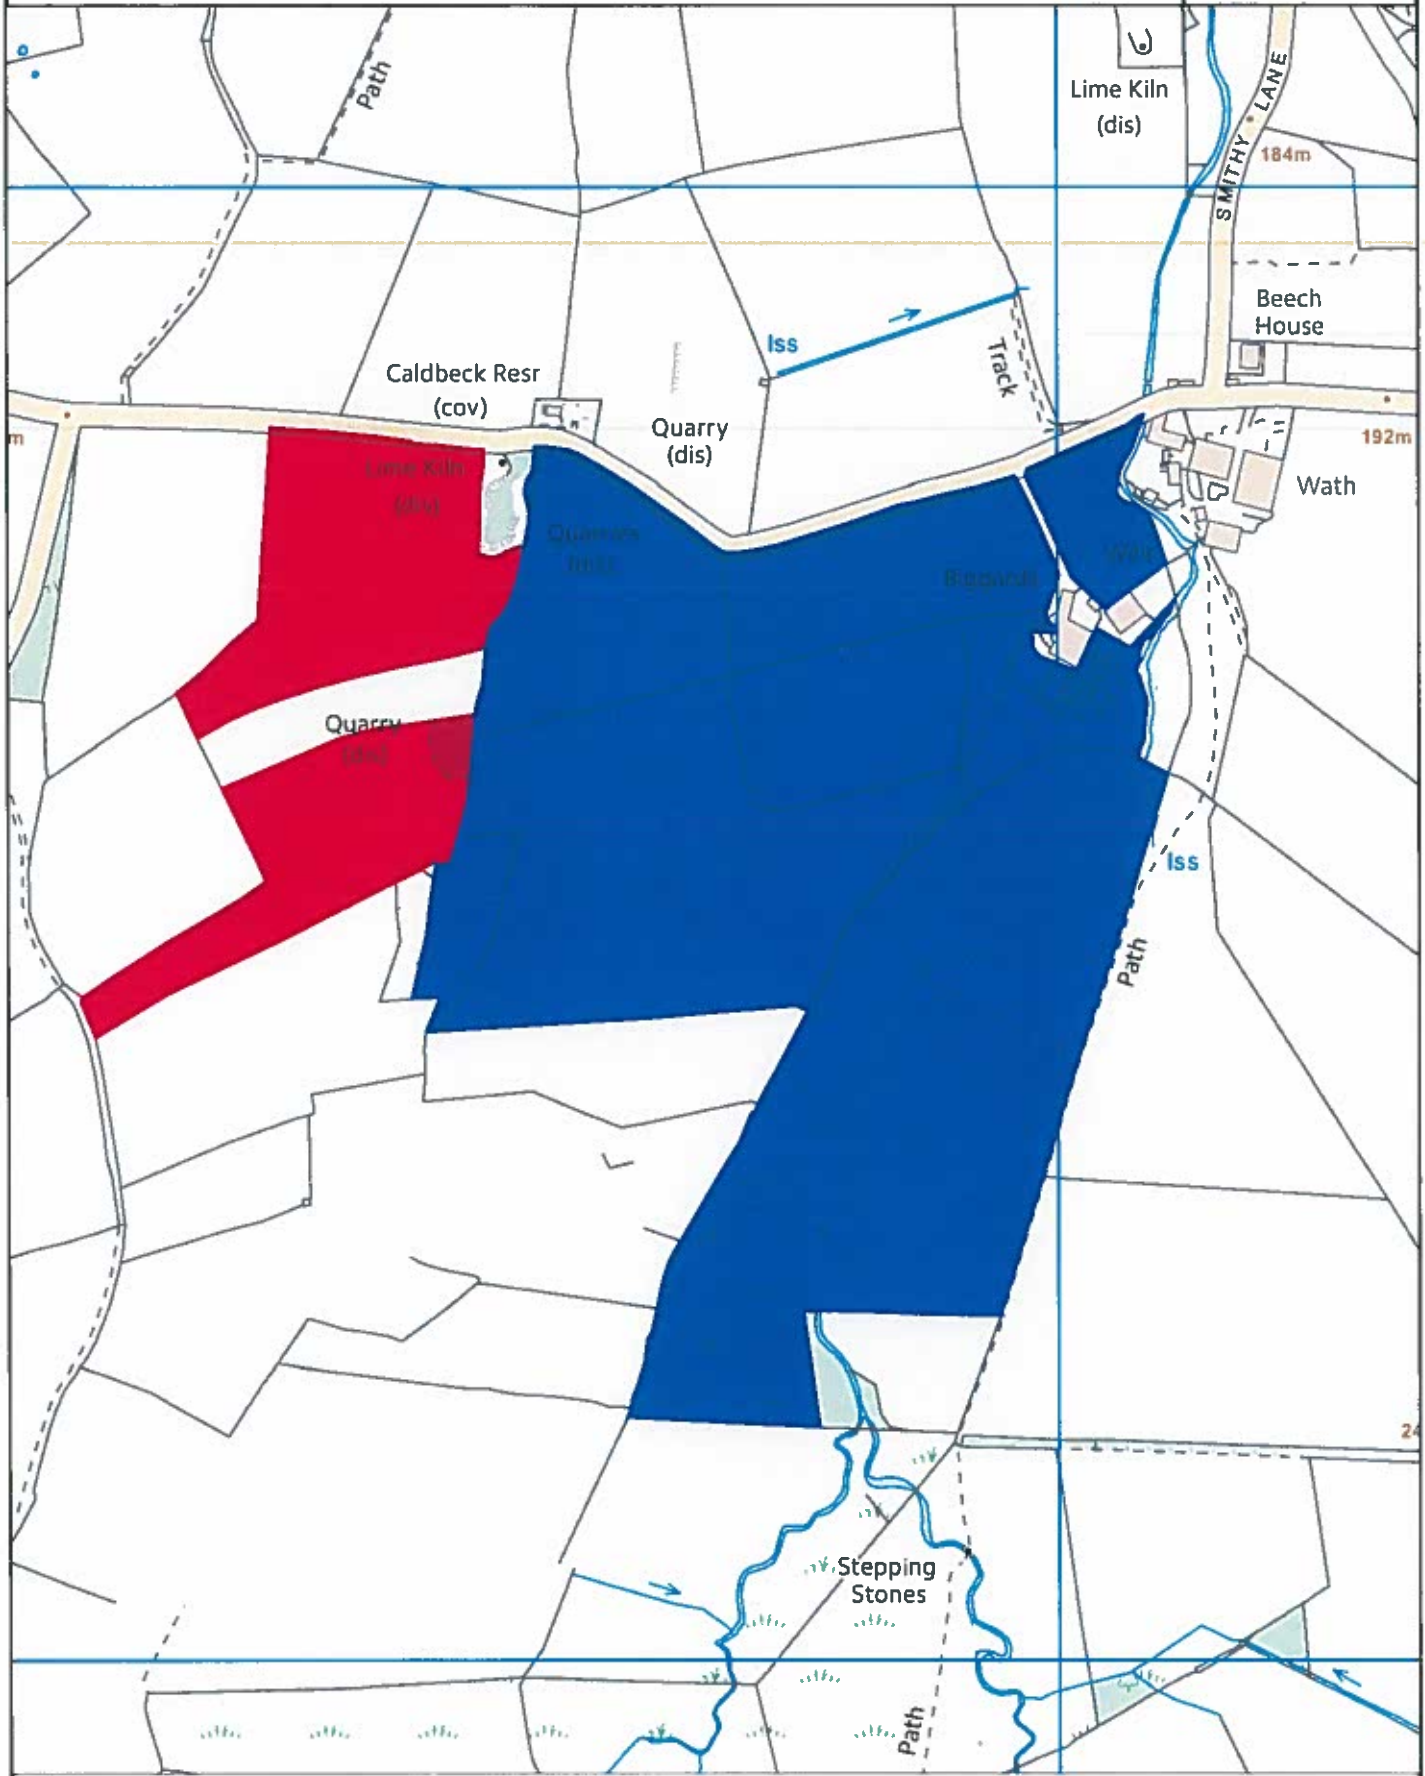 Path
Lime Kiln
(dis)
SMITHY LANE
184m
Beech
House
Iss
Track
Caldbeck Resr
(cov)
Quarry
(dis)
m
192m
Wath
Lime Kiln
Quarry
(dis)
Iss
Path
24
Stepping
Stones
Path